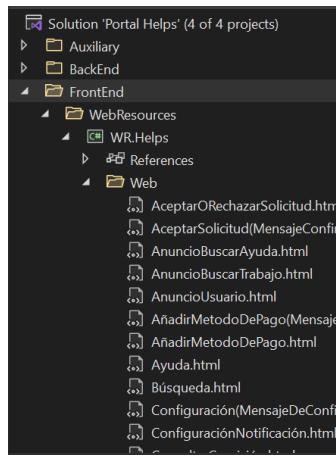 Solution 'Portal Helps' (4 of 4 projects)
Auxiliary
BackEnd
FrontEnd
WebResources
C# WR.Helps
References
Web
AceptarORechazarSolicitud.htm
AceptarSolicitud(MensajeConfir
AnuncioBuscarAyuda.html
AnuncioBuscarTrabajo.html
AnuncioUsuario.html
AñadirMetodoDePago(Mensaje
AñadirMetodoDePago.html
Ayuda.html
Búsqueda.html
Configuración(MensajeDeConfi
ConfiguraciónNotificación.html